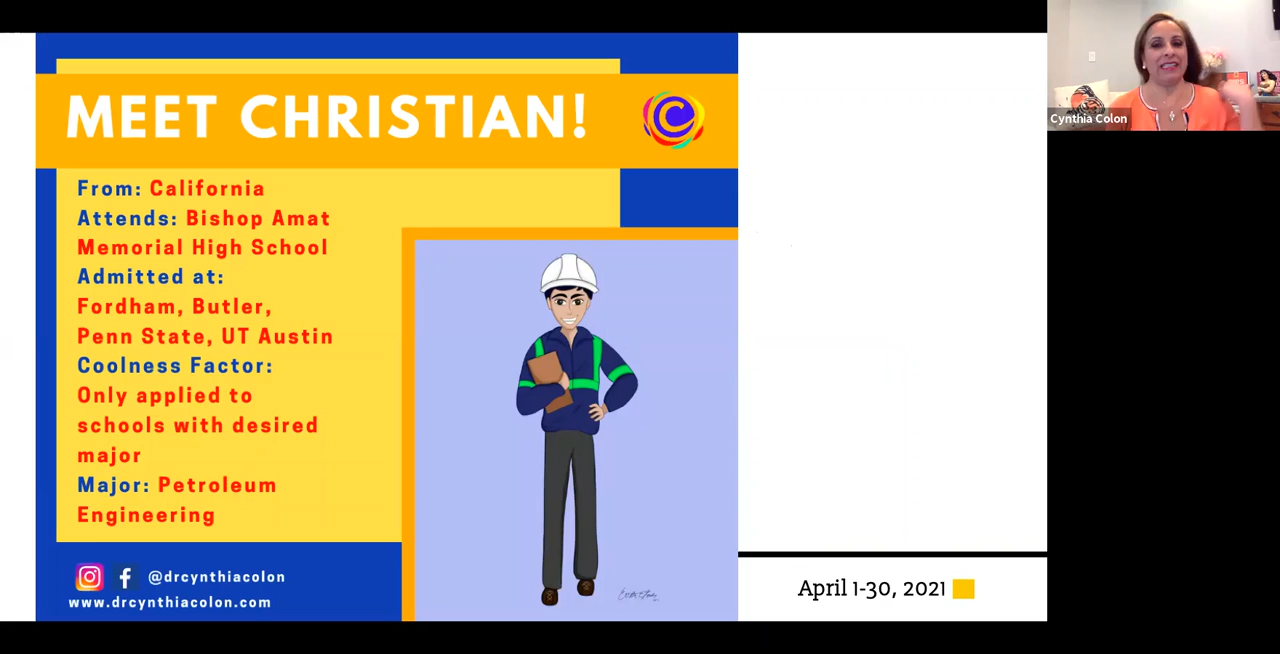 MEET CHRISTIAN!
From: California
Attends: Bishop Amat
Memorial High School
Admitted at:
Fordham, Butler,
Penn State, UT Austin
Coolness Factor:
Only applied to
schools with desired
major
Major: Petroleum
Engineering
@drcynthiacolon
www.drcynthiacolon.com
April 1-30, 2021
Cynthia Colon